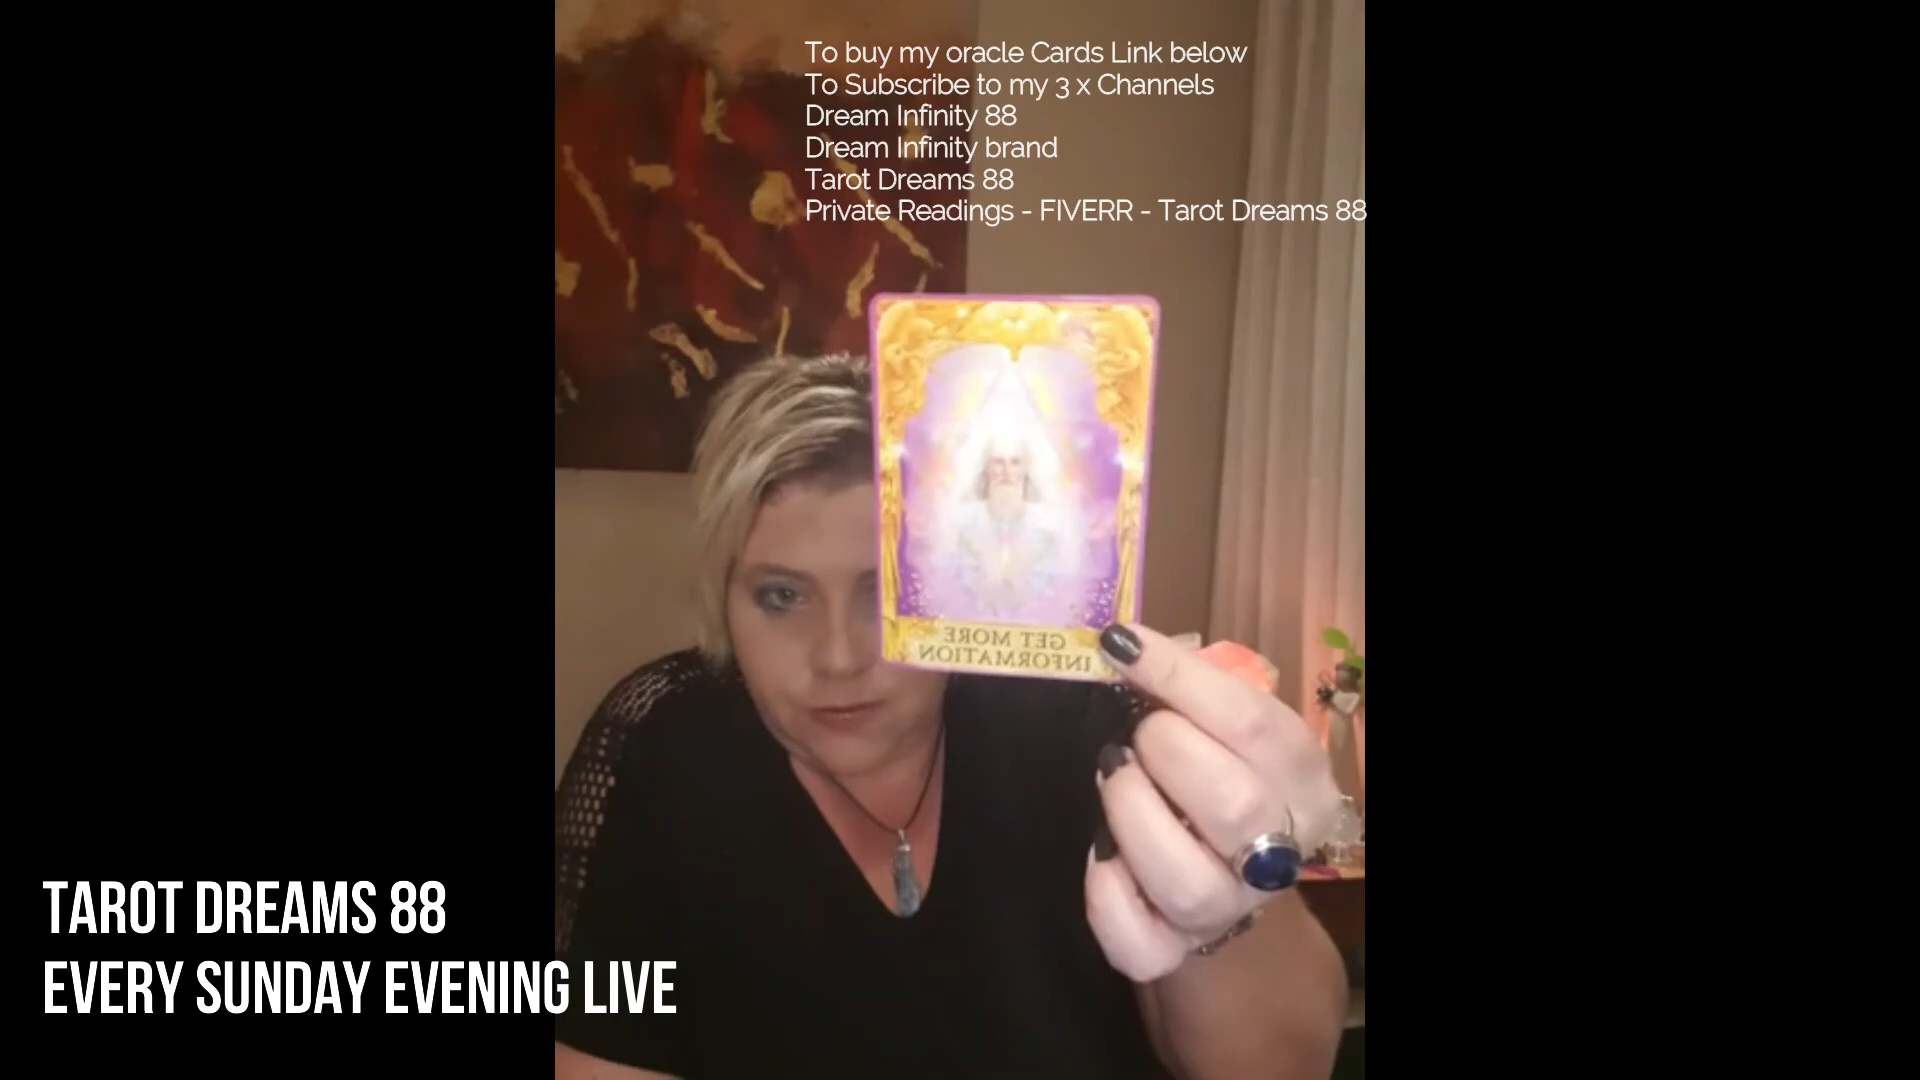 To buy my oracle Cards Link below
To Subscribe to my 3 x Channels
Dream Infinity 88
Dream Infinity brand
Tarot Dreams 88
Private Readings - FIVERR - Tarot Dreams 88
GET MORE
INFORMATION
TAROT DREAMS 88
EVERY SUNDAY EVENING LIVE